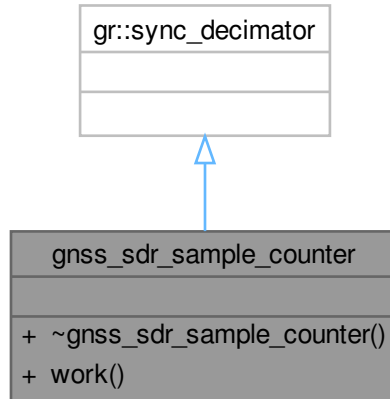 gr::sync_decimator
gnss_sdr_sample_counter
+ ~gnss_sdr_sample_counter()
+ work()